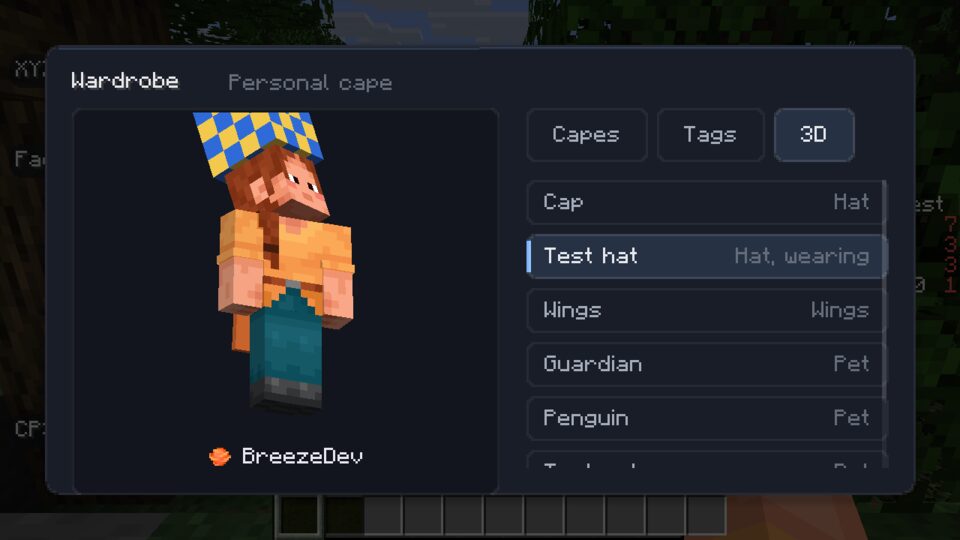 Wardrobe
Personal cape
Capes
Tags
3D
Cap
Hat
Test hat
Hat, wearing
Wings
Wings
Guardian
Pet
Penguin
Pet
BreezeDev